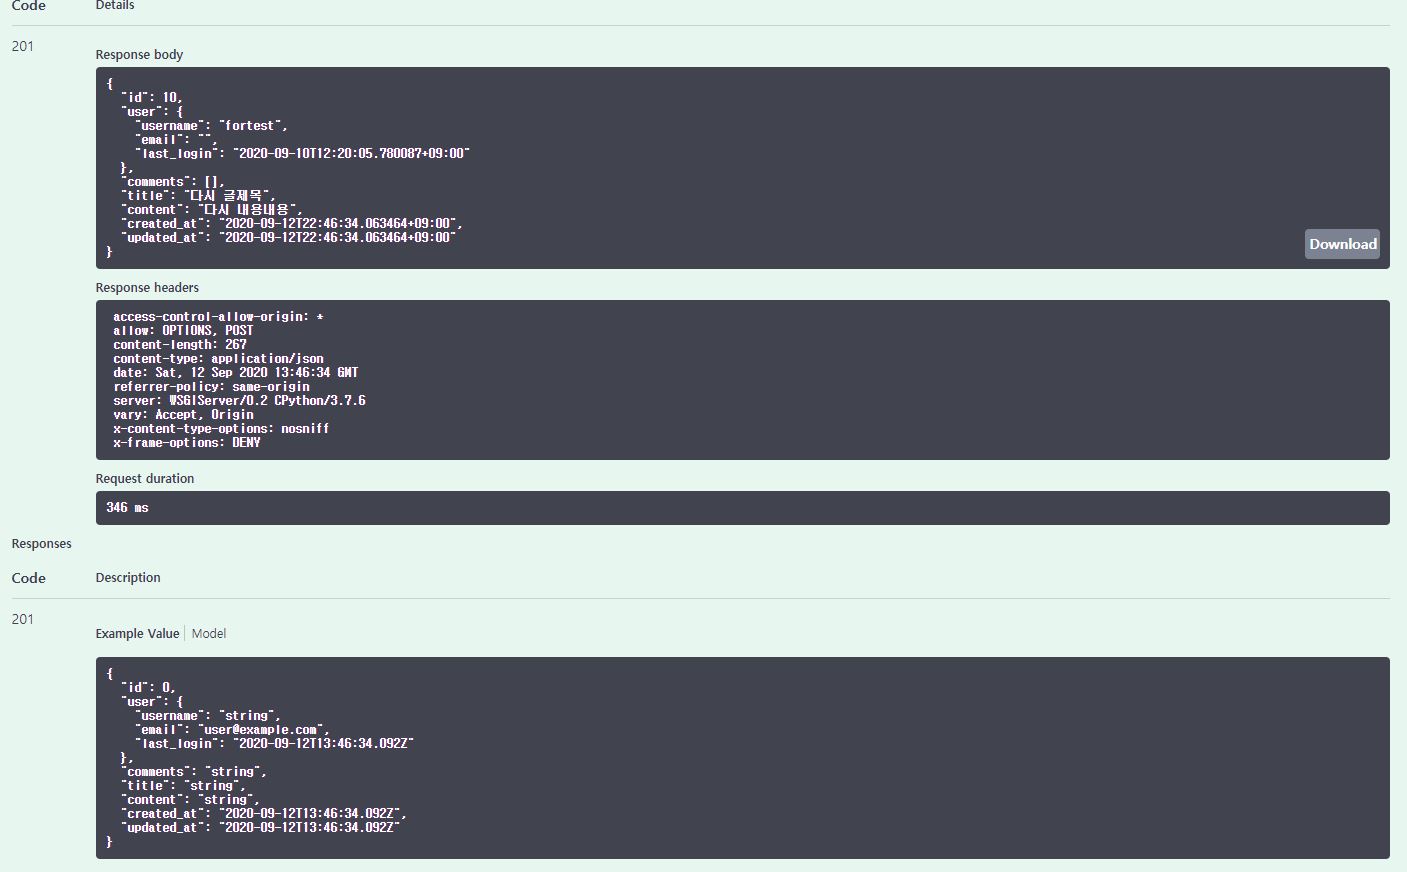 Code Details
201
Response body
{
  "id": 10,
  "user": {
    "username": "fortest",
    "email": "",
    "last_login": "2020-09-10T12:20:05.780087+09:00"
  },
  "comments": [],
  "title": "다시 글제목",
  "content": "다시 내용내용",
  "created_at": "2020-09-12T22:46:34.063464+09:00",
  "updated_at": "2020-09-12T22:46:34.063464+09:00"
}
Download
Response headers
access-control-allow-origin: *
allow: OPTIONS, POST
content-length: 267
content-type: application/json
date: Sat, 12 Sep 2020 13:46:34 GMT
referrer-policy: same-origin
server: WSGIServer/0.2 CPython/3.7.6
vary: Accept, Origin
x-content-type-options: nosniff
x-frame-options: DENY
Request duration
346 ms
Responses
Code Description
201
Example Value Model
{
  "id": 0,
  "user": {
    "username": "string",
    "email": "user@example.com",
    "last_login": "2020-09-12T13:46:34.092Z"
  },
  "comments": "string",
  "title": "string",
  "content": "string",
  "created_at": "2020-09-12T13:46:34.092Z",
  "updated_at": "2020-09-12T13:46:34.092Z"
}